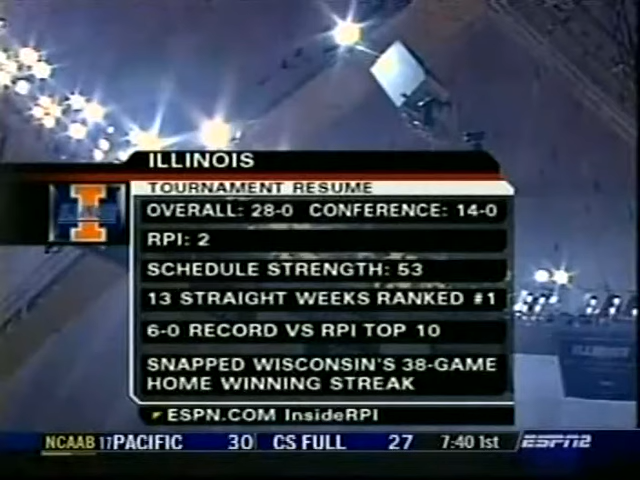 ILLINOIS
TOURNAMENT RESUME
OVERALL: 28-0 CONFERENCE: 14-0
RPI: 2
SCHEDULE STRENGTH: 53
13 STRAIGHT WEEKS RANKED #1
6-0 RECORD VS RPI TOP 10
SNAPPED WISCONSIN'S 38-GAME
HOME WINNING STREAK
ESPN.COM InsideRPI
NCAAB 17 PACIFIC 30 CS FULL 27 7:40 1st ESPN2